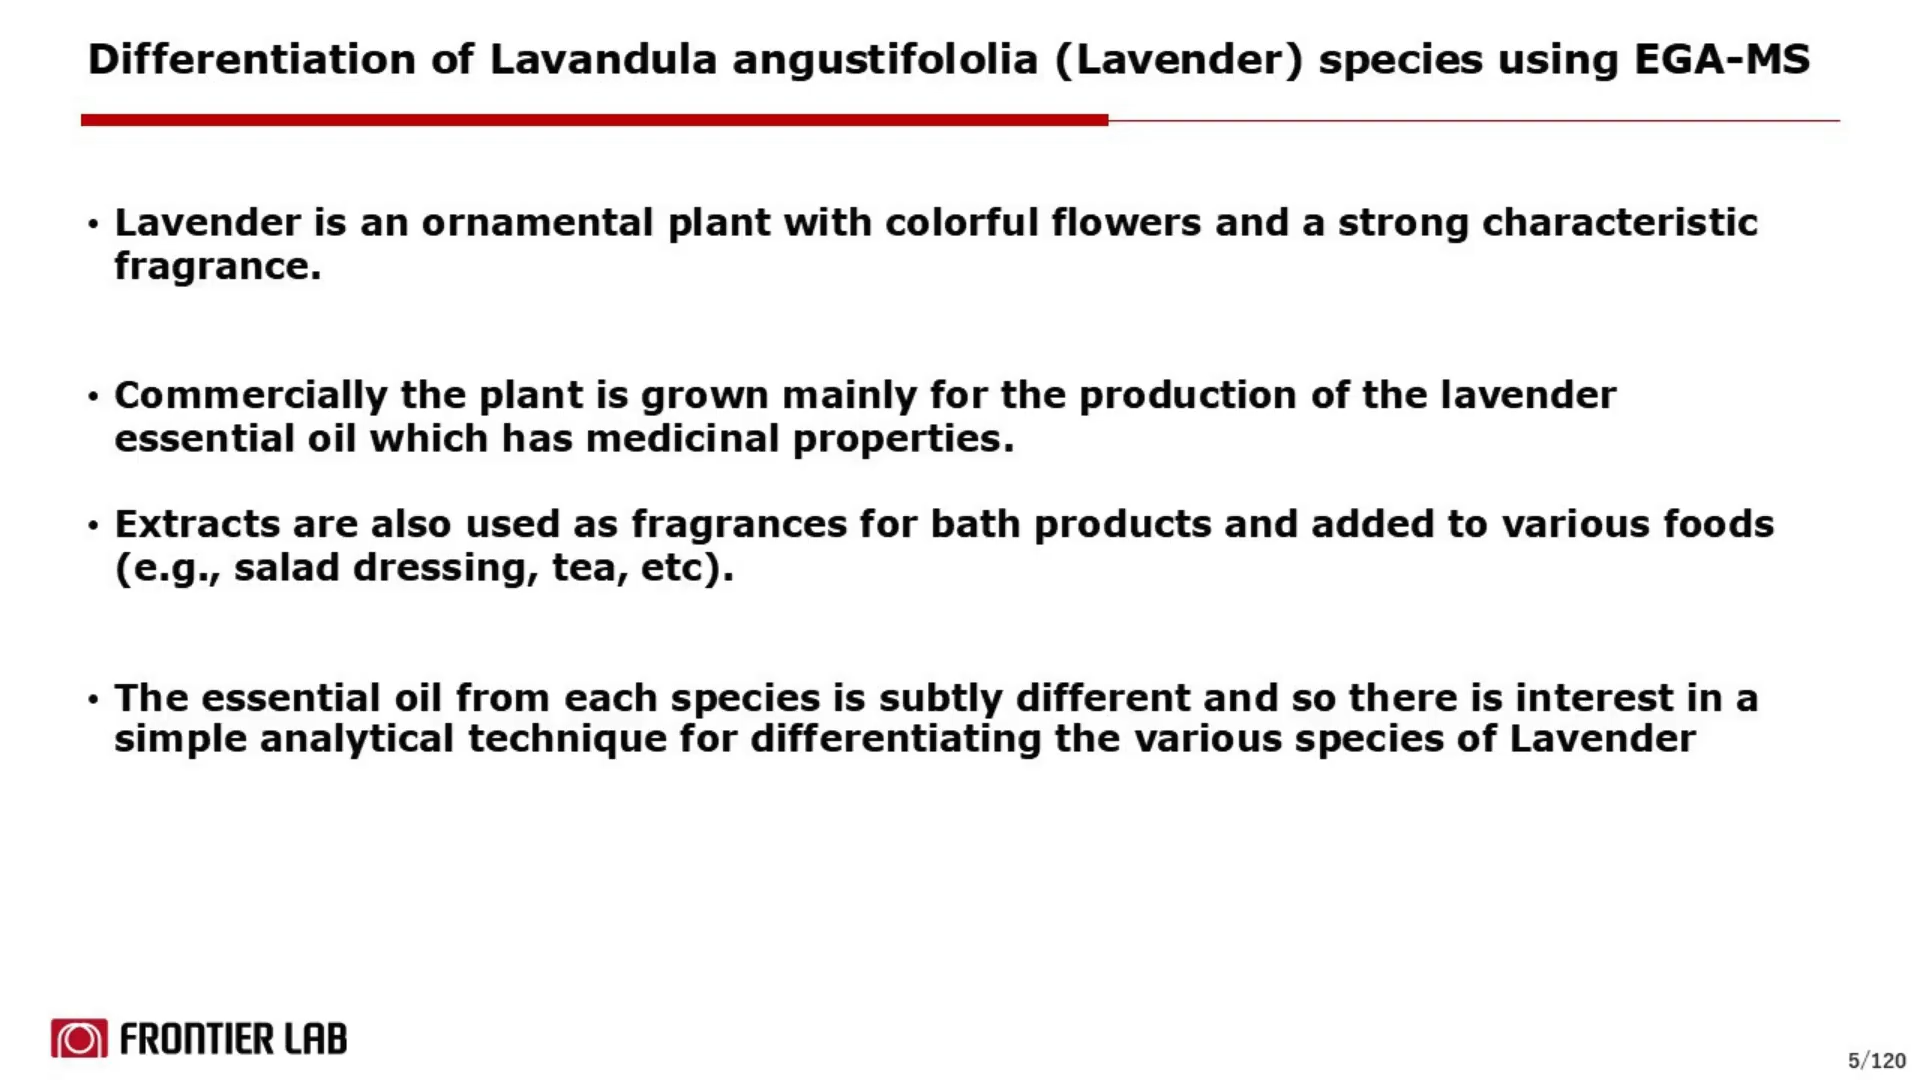 Differentiation of Lavandula angustifololia (Lavender) species using EGA-MS
• Lavender is an ornamental plant with colorful flowers and a strong characteristic
fragrance.
• Commercially the plant is grown mainly for the production of the lavender
essential oil which has medicinal properties.
• Extracts are also used as fragrances for bath products and added to various foods
(e.g., salad dressing, tea, etc).
• The essential oil from each species is subtly different and so there is interest in a
simple analytical technique for differentiating the various species of Lavender
FRONTIER LAB
5/120